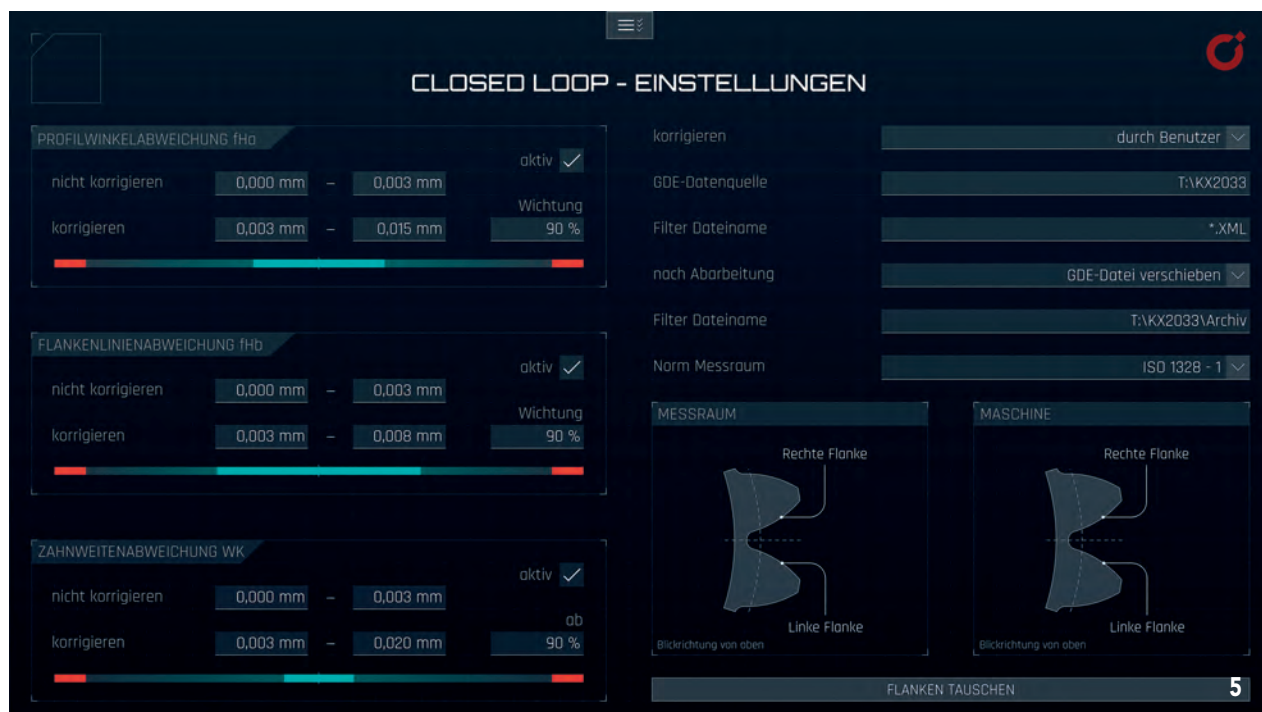 CLOSED LOOP - EINSTELLUNGEN
PROFILWINKELABWEICHUNG fHa
aktiv
nicht korrigieren 0,000 mm – 0,003 mm
Wichtung
korrigieren 0,003 mm – 0,015 mm 90 %
FLANKENLINIENABWEICHUNG fHb
aktiv
nicht korrigieren 0,000 mm – 0,003 mm
Wichtung
korrigieren 0,003 mm – 0,008 mm 90 %
ZAHNWEITENABWEICHUNG WK
aktiv
nicht korrigieren 0,000 mm – 0,003 mm
ab
korrigieren 0,003 mm – 0,020 mm 90 %
korrigieren durch Benutzer
GDE-Datenquelle T:\KX2033
Filter Dateiname *.XML
nach Abarbeitung GDE-Datei verschieben
Filter Dateiname T:\KX2033\Archiv
Norm Messraum ISO 1328 - 1
MESSRAUM
Rechte Flanke
Linke Flanke
Blickrichtung von oben
MASCHINE
Rechte Flanke
Linke Flanke
Blickrichtung von oben
FLANKEN TAUSCHEN
5